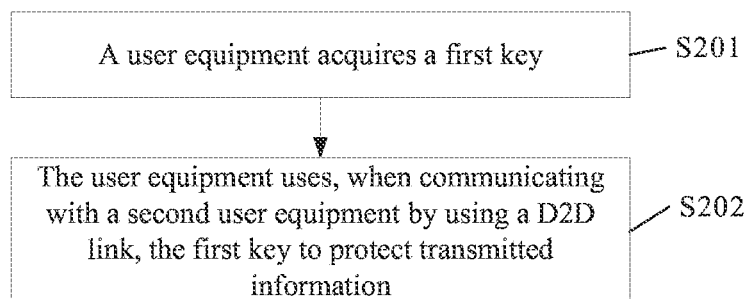 A user equipment acquires a first key
S201
The user equipment uses, when communicating
with a second user equipment by using a D2D
link, the first key to protect transmitted
information
S202